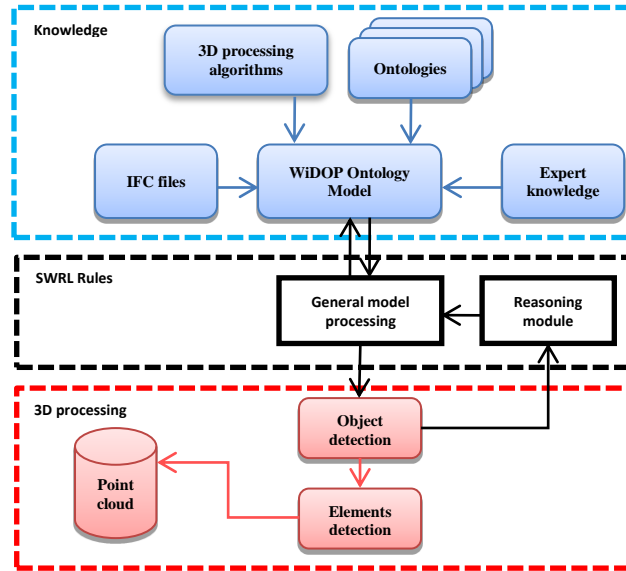 Knowledge
3D processing
algorithms
Ontologies
IFC files
WiDOP Ontology
Model
Expert
knowledge
SWRL Rules
General model
processing
Reasoning
module
3D processing
Object
detection
Point
cloud
Elements
detection